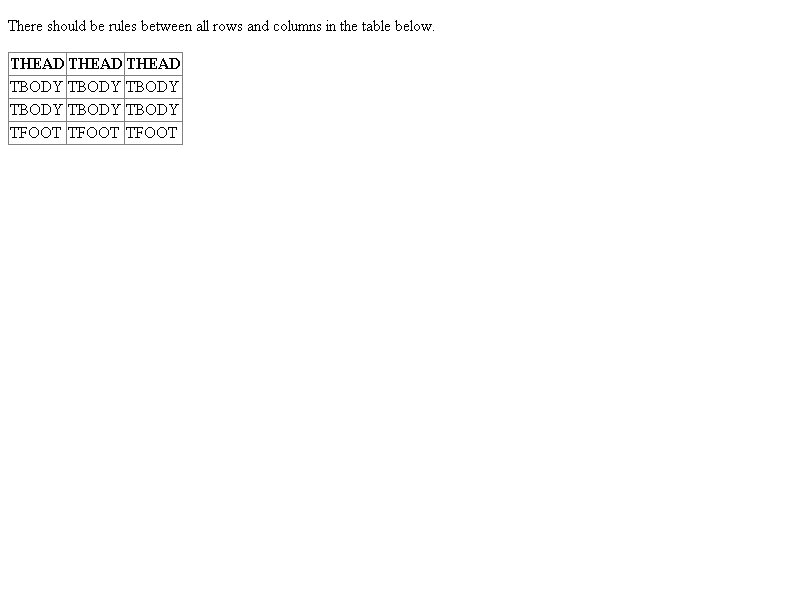 There should be rules between all rows and columns in the table below.
THEAD THEAD THEAD
TBODY TBODY TBODY
TBODY TBODY TBODY
TFOOT TFOOT TFOOT